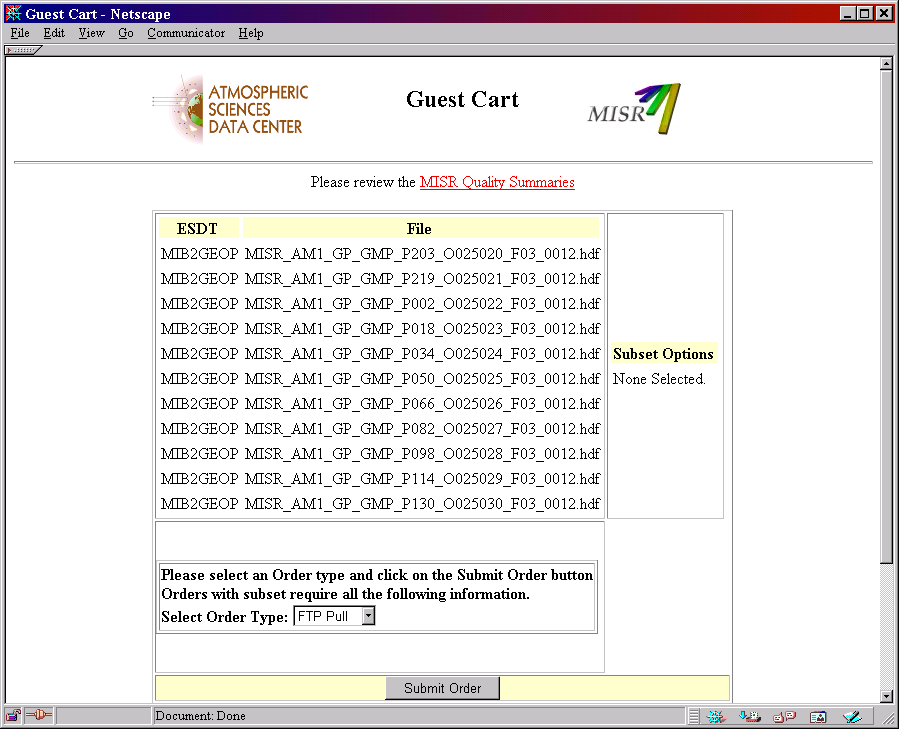 Guest Cart - Netscape
File Edit View Go Communicator Help
ATMOSPHERIC
SCIENCES
DATA CENTER
Guest Cart
MISR
Please review the MISR Quality Summaries
ESDT File
MIB2GEOP MISR_AM1_GP_GMP_P203_O025020_F03_0012.hdf
MIB2GEOP MISR_AM1_GP_GMP_P219_O025021_F03_0012.hdf
MIB2GEOP MISR_AM1_GP_GMP_P002_O025022_F03_0012.hdf
MIB2GEOP MISR_AM1_GP_GMP_P018_O025023_F03_0012.hdf
MIB2GEOP MISR_AM1_GP_GMP_P034_O025024_F03_0012.hdf
MIB2GEOP MISR_AM1_GP_GMP_P050_O025025_F03_0012.hdf
MIB2GEOP MISR_AM1_GP_GMP_P066_O025026_F03_0012.hdf
MIB2GEOP MISR_AM1_GP_GMP_P082_O025027_F03_0012.hdf
MIB2GEOP MISR_AM1_GP_GMP_P098_O025028_F03_0012.hdf
MIB2GEOP MISR_AM1_GP_GMP_P114_O025029_F03_0012.hdf
MIB2GEOP MISR_AM1_GP_GMP_P130_O025030_F03_0012.hdf
Subset Options
None Selected.
Please select an Order type and click on the Submit Order button
Orders with subset require all the following information.
Select Order Type: FTP Pull
Submit Order
Document: Done